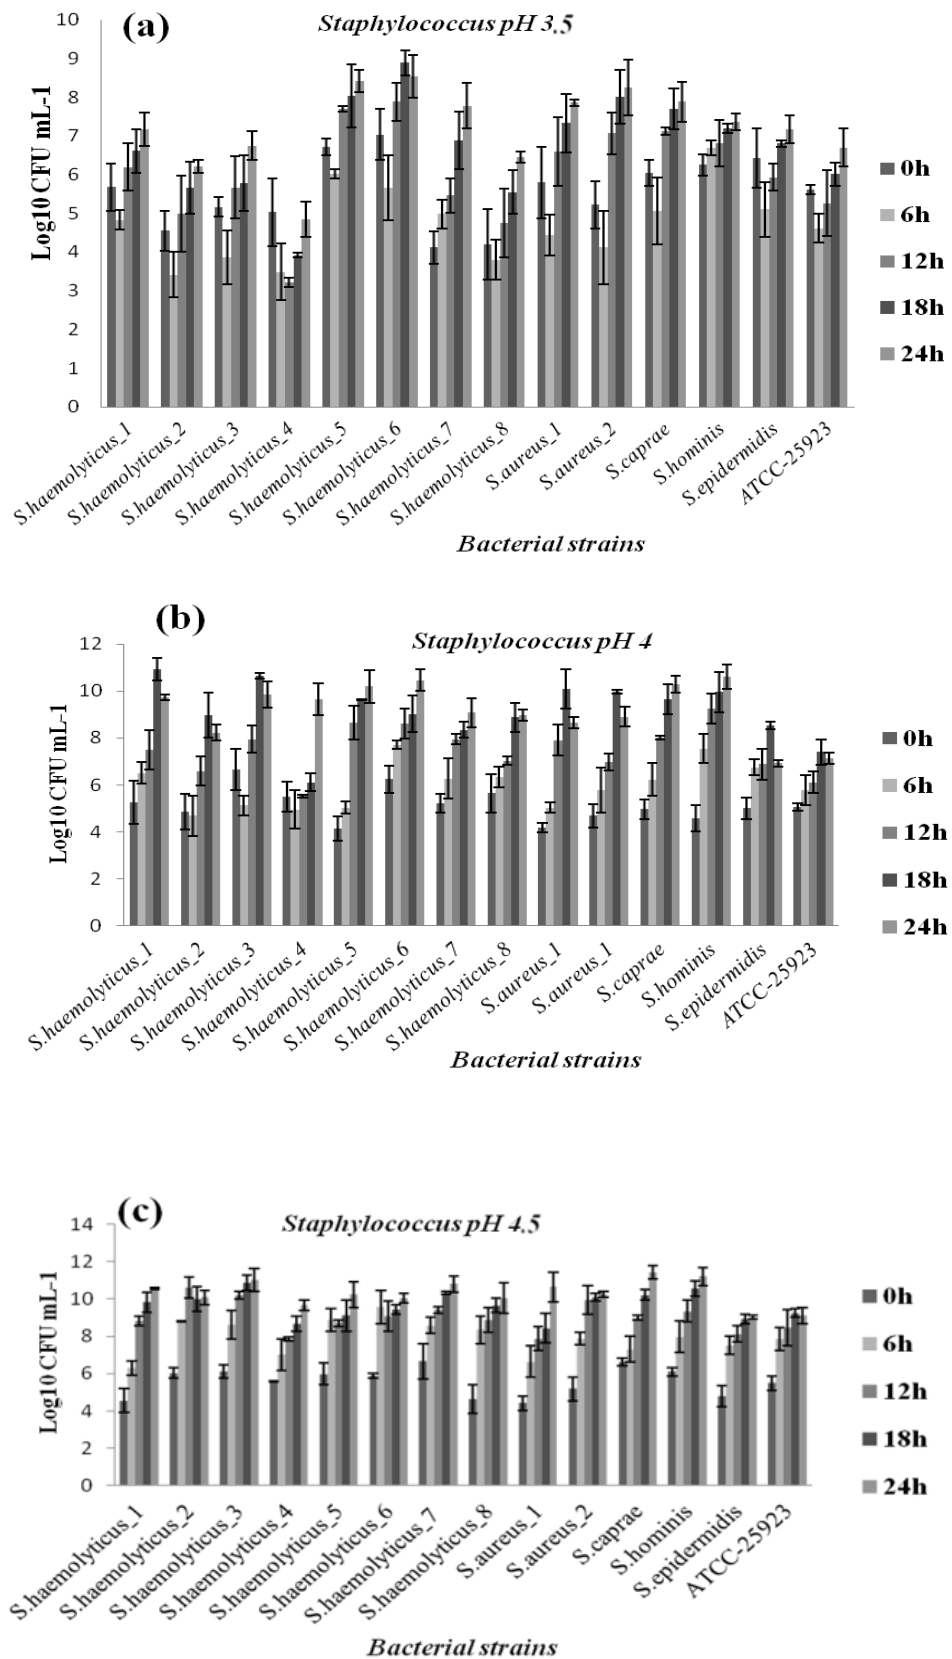 (a)
Staphylococcus pH 3.5
10
9
8
7
6
5
4
3
2
1
0
Log10 CFU mL-1
0h
6h
12h
18h
24h
S.haemolyticus_1
S.haemolyticus_2
S.haemolyticus_3
S.haemolyticus_4
S.haemolyticus_5
S.haemolyticus_6
S.haemolyticus_7
S.haemolyticus_8
S.aureus_1
S.aureus_2
S.caprae
S.hominis
S.epidermidis
ATCC-25923
Bacterial strains
(b)
Staphylococcus pH 4
12
10
8
6
4
2
0
Log10 CFU mL-1
0h
6h
12h
18h
24h
S.haemolyticus_1
S.haemolyticus_2
S.haemolyticus_3
S.haemolyticus_4
S.haemolyticus_5
S.haemolyticus_6
S.haemolyticus_7
S.haemolyticus_8
S.aureus_1
S.aureus_1
S.caprae
S.hominis
S.epidermidis
ATCC-25923
Bacterial strains
(c)
Staphylococcus pH 4.5
14
12
10
8
6
4
2
0
Log10 CFU mL-1
0h
6h
12h
18h
24h
S.haemolyticus_1
S.haemolyticus_2
S.haemolyticus_3
S.haemolyticus_4
S.haemolyticus_5
S.haemolyticus_6
S.haemolyticus_7
S.haemolyticus_8
S.aureus_1
S.aureus_2
S.caprae
S.hominis
S.epidermidis
ATCC-25923
Bacterial strains